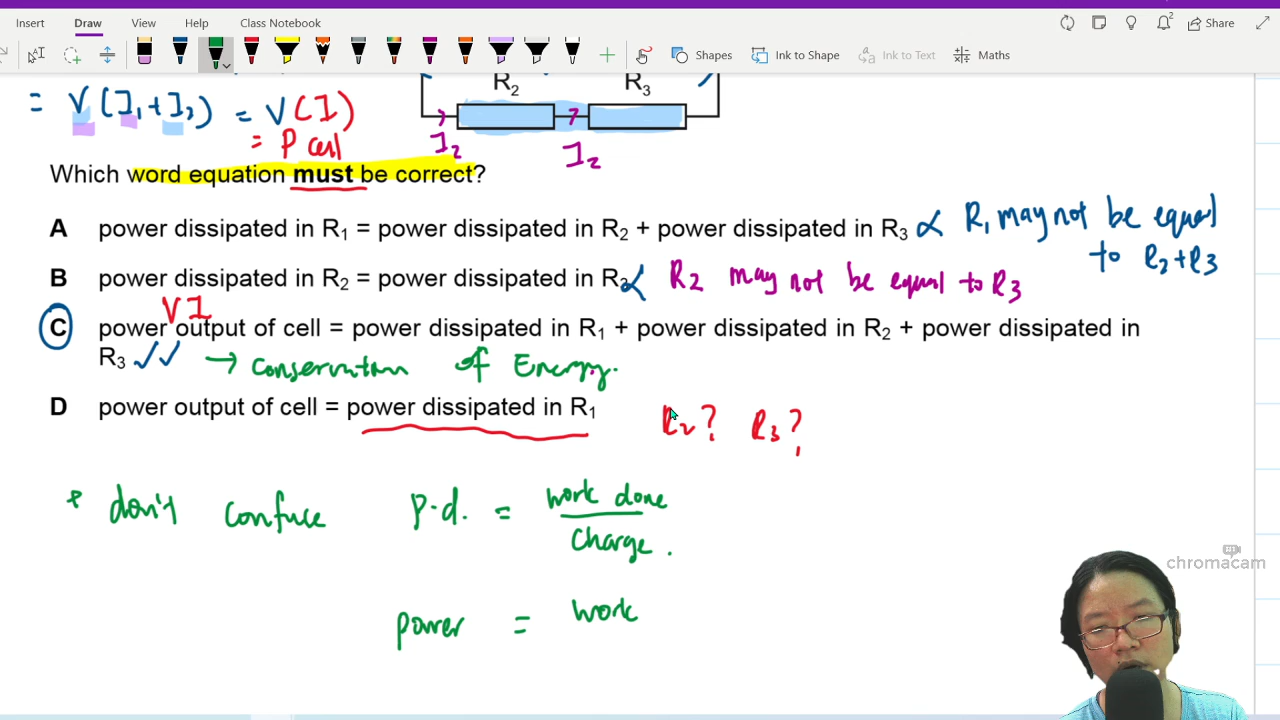 Insert Draw View Help Class Notebook Share
Shapes Ink to Shape Ink to Text Maths
R2 R3
= V (I1+I2) = V(I)
= P cell
I2 I2
Which word equation must be correct?
A power dissipated in R1 = power dissipated in R2 + power dissipated in R3 R1 may not be equal
to R2+R3
B power dissipated in R2 = power dissipated in R3 R2 may not be equal to R3
VI
C power output of cell = power dissipated in R1 + power dissipated in R2 + power dissipated in
R3 ✓✓ → Conservation of Energy.
D power output of cell = power dissipated in R1 R2? R3?
* don't confuce p.d. = work done
charge.
power = work
chromacam